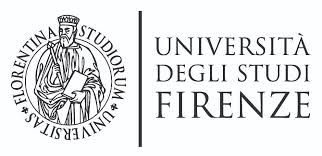 FLORENTINA STUDIORUM UNIVERSITAS
UNIVERSITÀ
DEGLI STUDI
FIRENZE